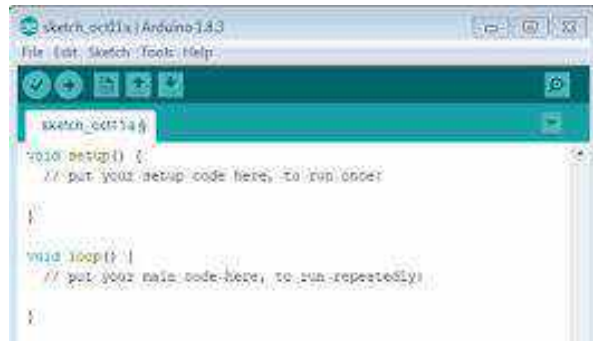 sketch_oct01a | Arduino 1.8.3
File Edit Sketch Tools Help
sketch_oct01a §
void setup() {
// put your setup code here, to run once:
}
void loop() {
// put your main code here, to run repeatedly:
}